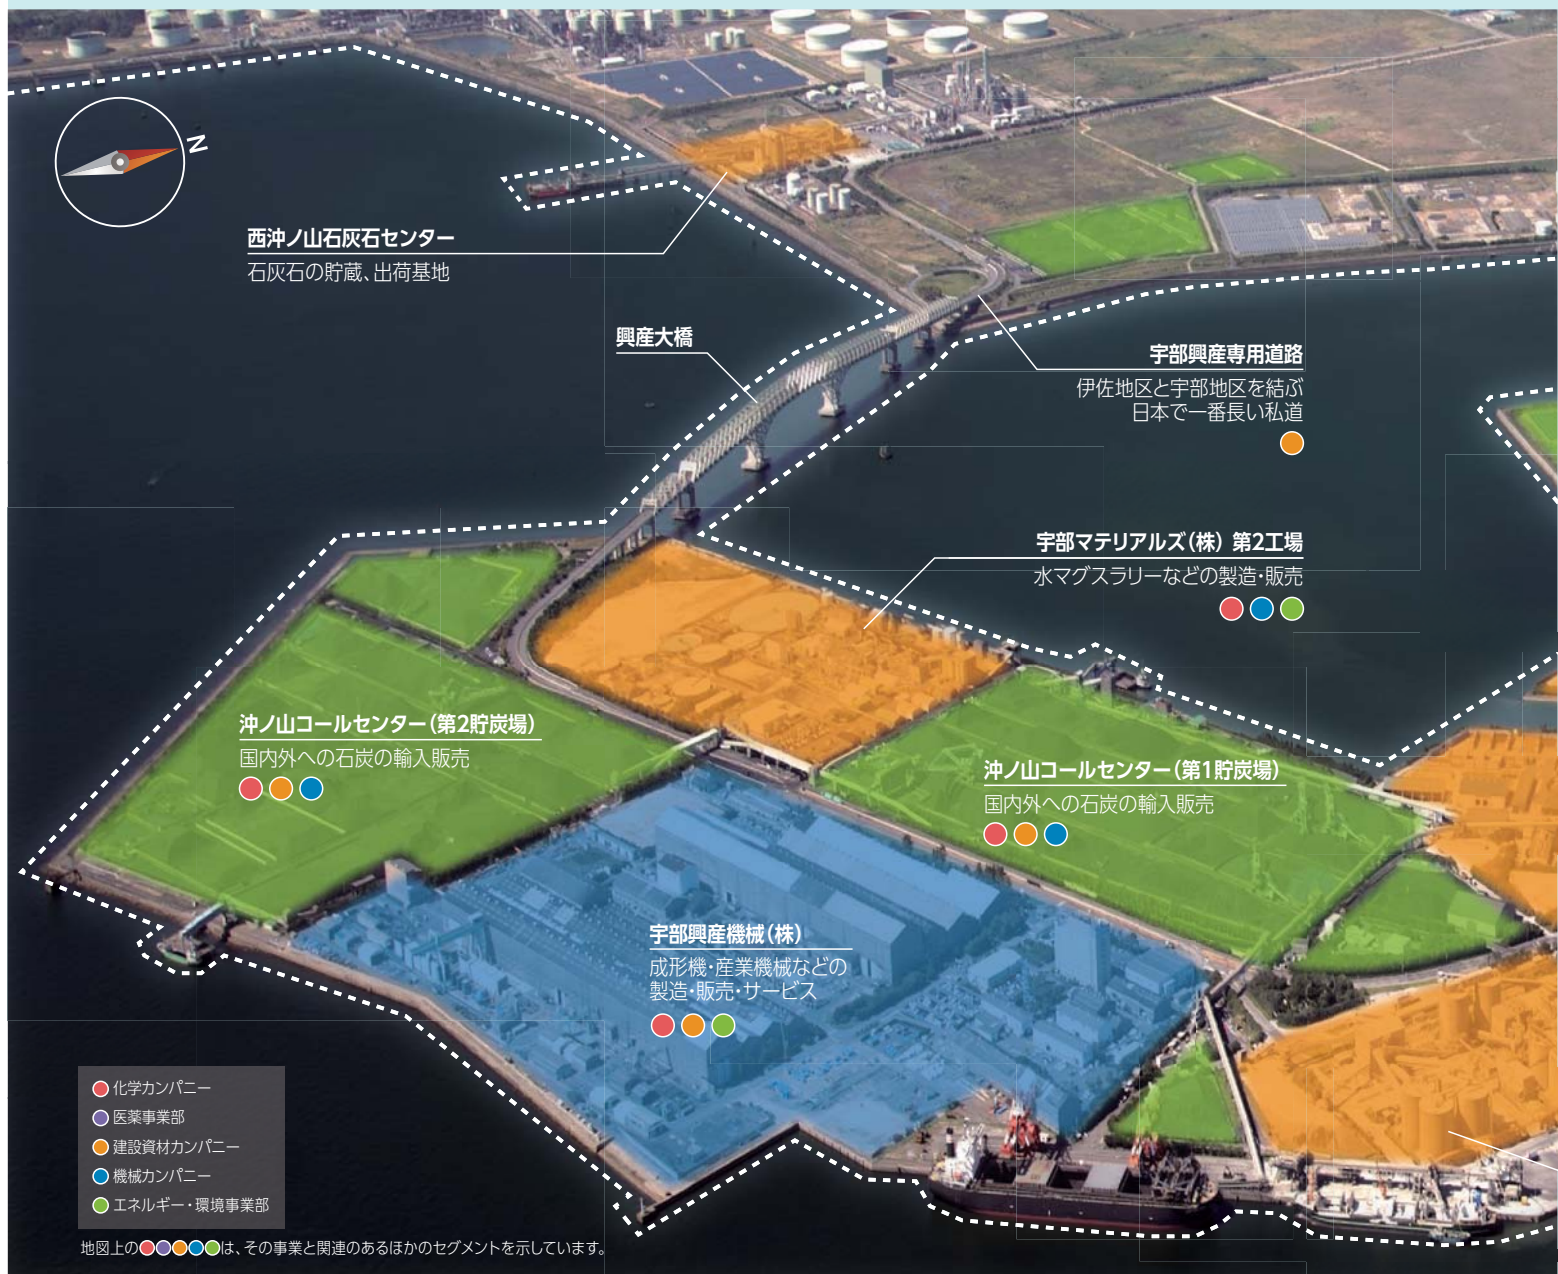 N
西沖ノ山石灰石センター
石灰石の貯蔵、出荷基地
興産大橋
宇部興産専用道路
伊佐地区と宇部地区を結ぶ
日本で一番長い私道
宇部マテリアルズ(株) 第2工場
水マグスラリーなどの製造・販売
沖ノ山コールセンター(第2貯炭場)
国内外への石炭の輸入販売
沖ノ山コールセンター(第1貯炭場)
国内外への石炭の輸入販売
宇部興産機械(株)
成形機・産業機械などの
製造・販売・サービス
化学カンパニー
医薬事業部
建設資材カンパニー
機械カンパニー
エネルギー・環境事業部
地図上の●●●●●は、その事業と関連のあるほかのセグメントを示しています。